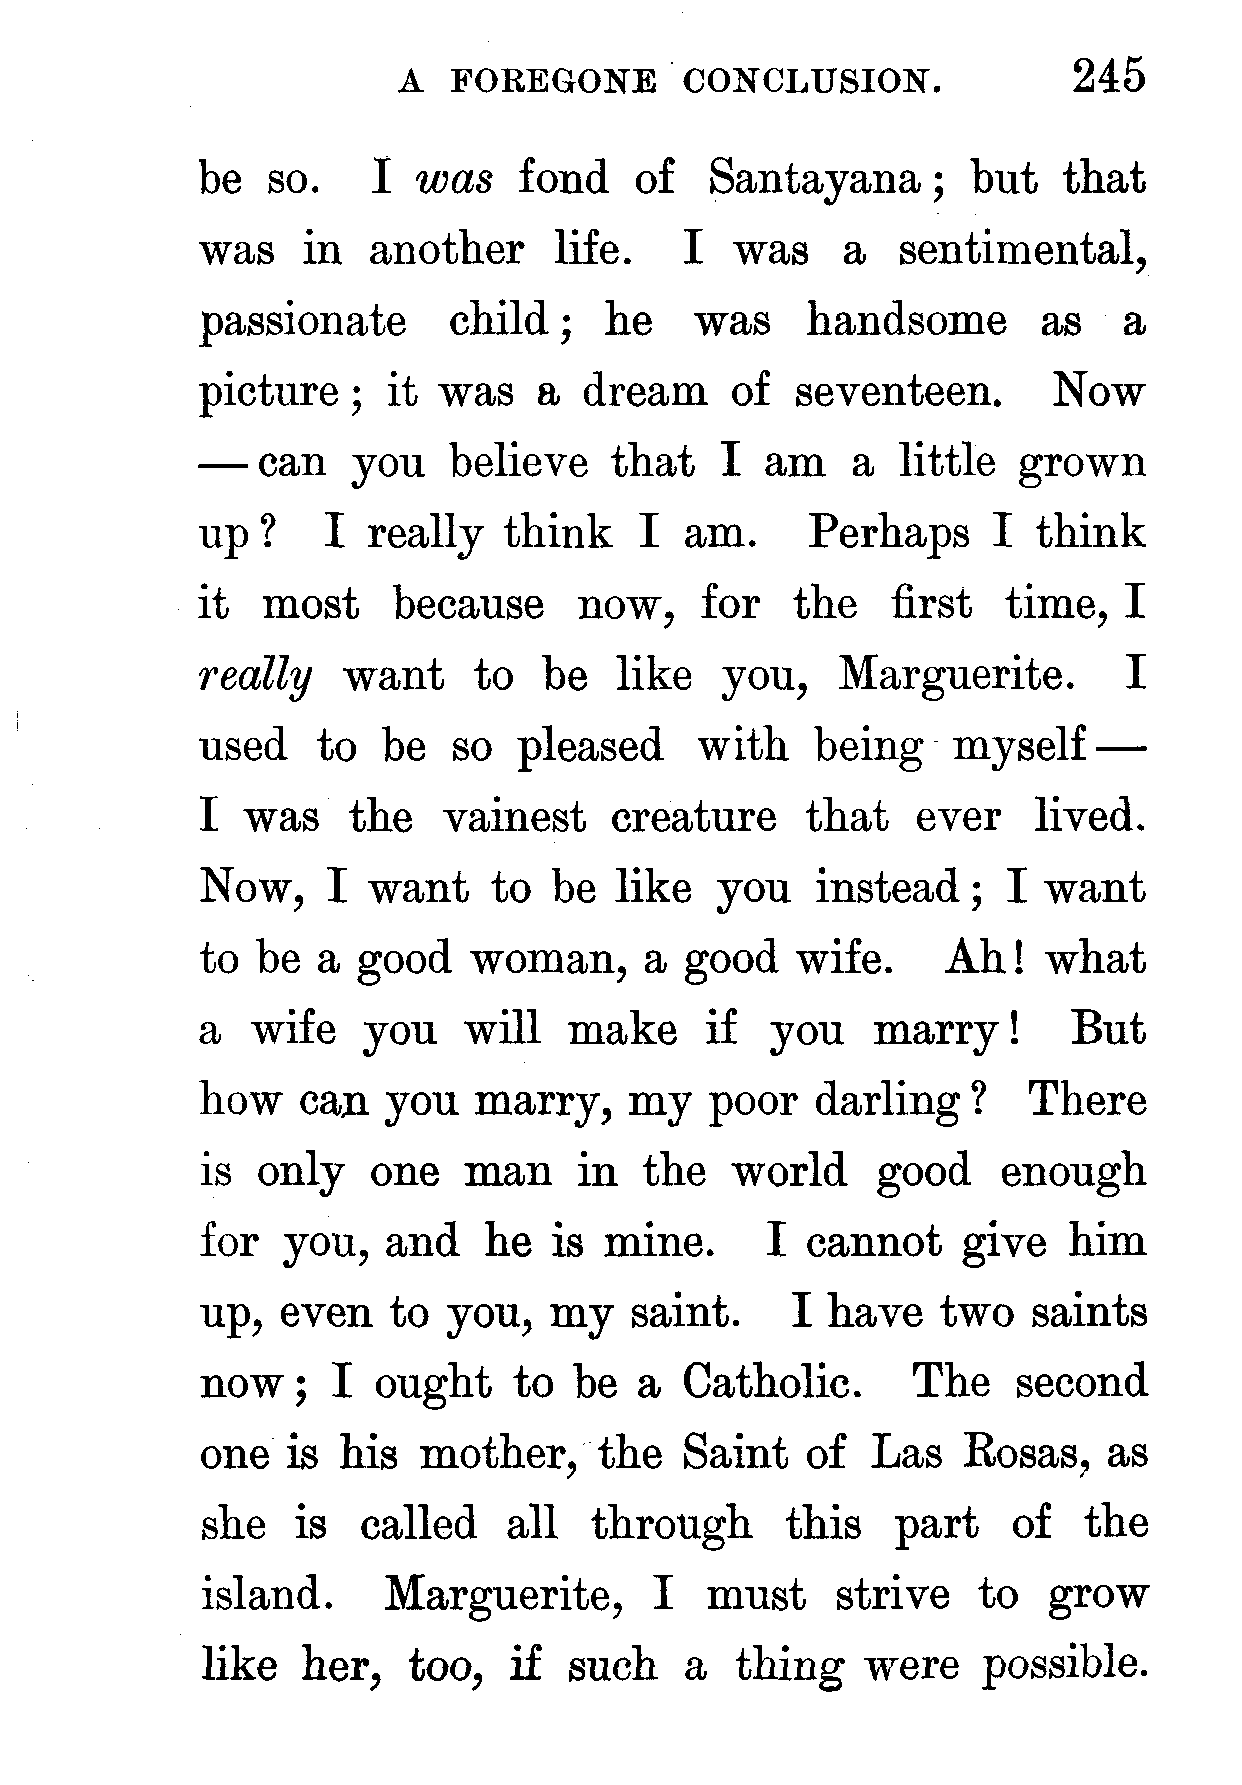 A FOREGONE CONCLUSION. 245
be so. I was fond of Santayana; but that
was in another life. I was a sentimental,
passionate child; he was handsome as a
picture; it was a dream of seventeen. Now
— can you believe that I am a little grown
up? I really think I am. Perhaps I think
it most because now, for the first time, I
really want to be like you, Marguerite. I
used to be so pleased with being myself —
I was the vainest creature that ever lived.
Now, I want to be like you instead; I want
to be a good woman, a good wife. Ah! what
a wife you will make if you marry! But
how can you marry, my poor darling? There
is only one man in the world good enough
for you, and he is mine. I cannot give him
up, even to you, my saint. I have two saints
now; I ought to be a Catholic. The second
one is his mother, the Saint of Las Rosas, as
she is called all through this part of the
island. Marguerite, I must strive to grow
like her, too, if such a thing were possible.